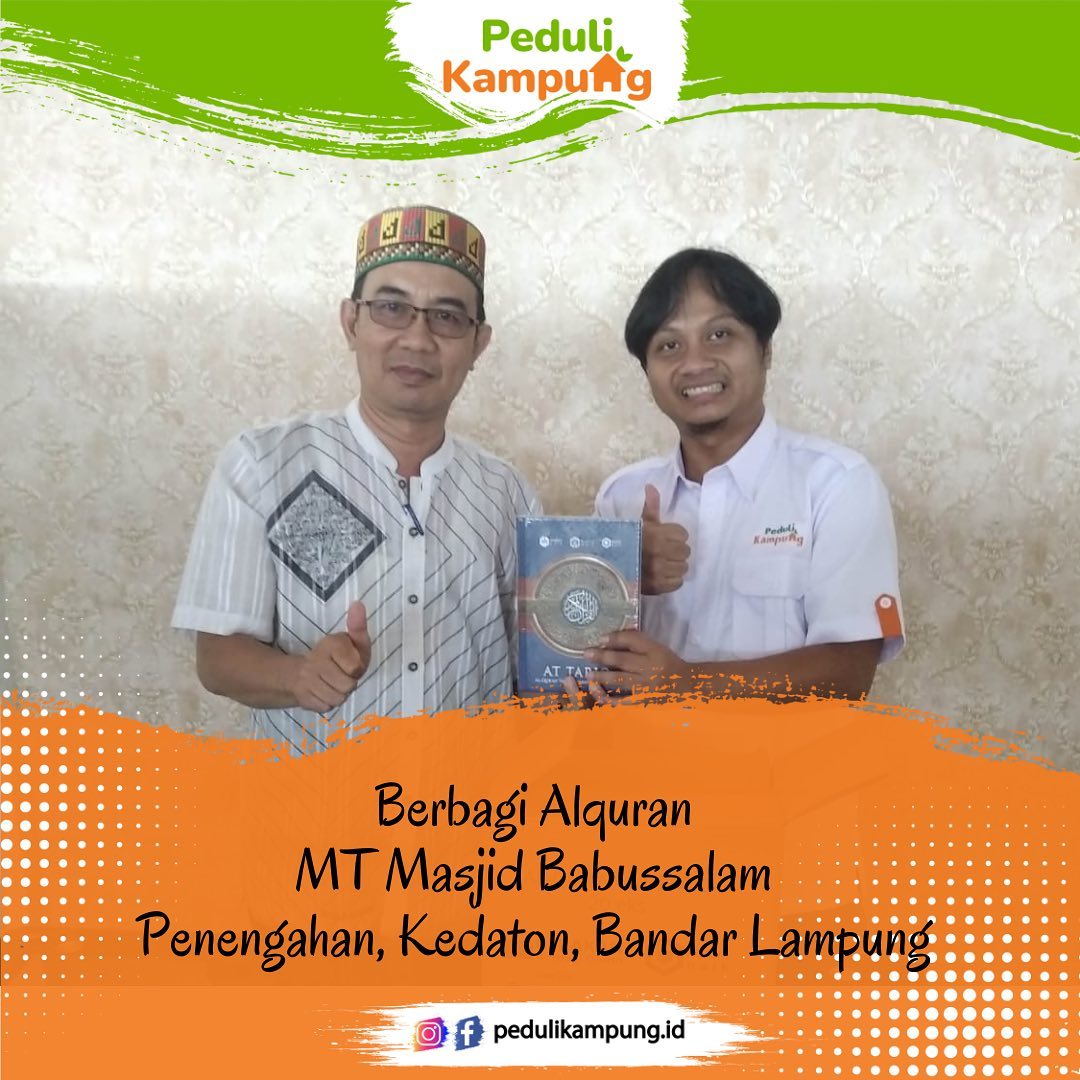 Peduli
Kampung
Peduli
Kampung
AT
Berbagi Alquran
MT Masjid Babussalam
Penengahan, Kedaton, Bandar Lampung
pedulikampung.id